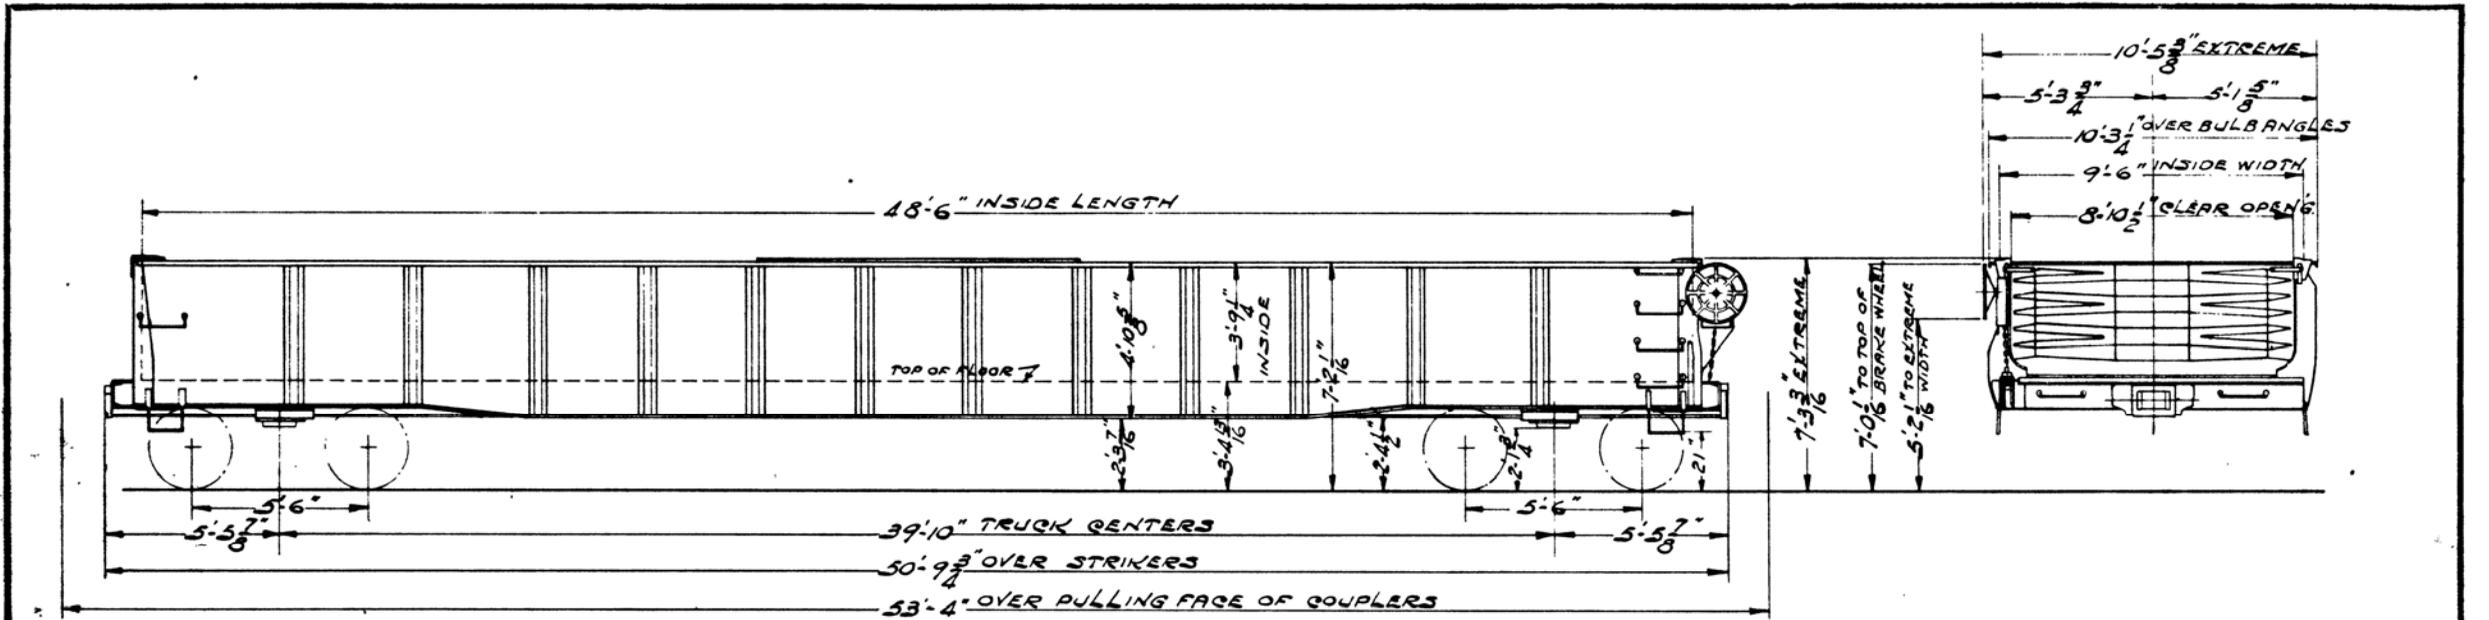 10'-5 3/8" EXTREME
5'-3 3/4" 5'-1 5/8"
10'-3 1/4" OVER BULB ANGLES
9'-6" INSIDE WIDTH
8'-10 1/2" CLEAR OPEN'G.
48'-6" INSIDE LENGTH
TOP OF FLOOR
4'-10 5/8"
3'-9 1/4"
INSIDE
7'-2 1/16"
2'-3 7/16"
3'-4 13/16"
2'-4 1/2"
2'-1 3/4"
21"
7'-3 3/16" EXTREME
7'-0 1/16" TO TOP OF
BRAKE WHEEL
5'-2 1/16" TO EXTREME
WIDTH
5'-6" 5'-6"
5'-5 7/8" 39'-10" TRUCK CENTERS 5'-5 7/8"
50'-9 3/4" OVER STRIKERS
53'-4" OVER PULLING FACE OF COUPLERS